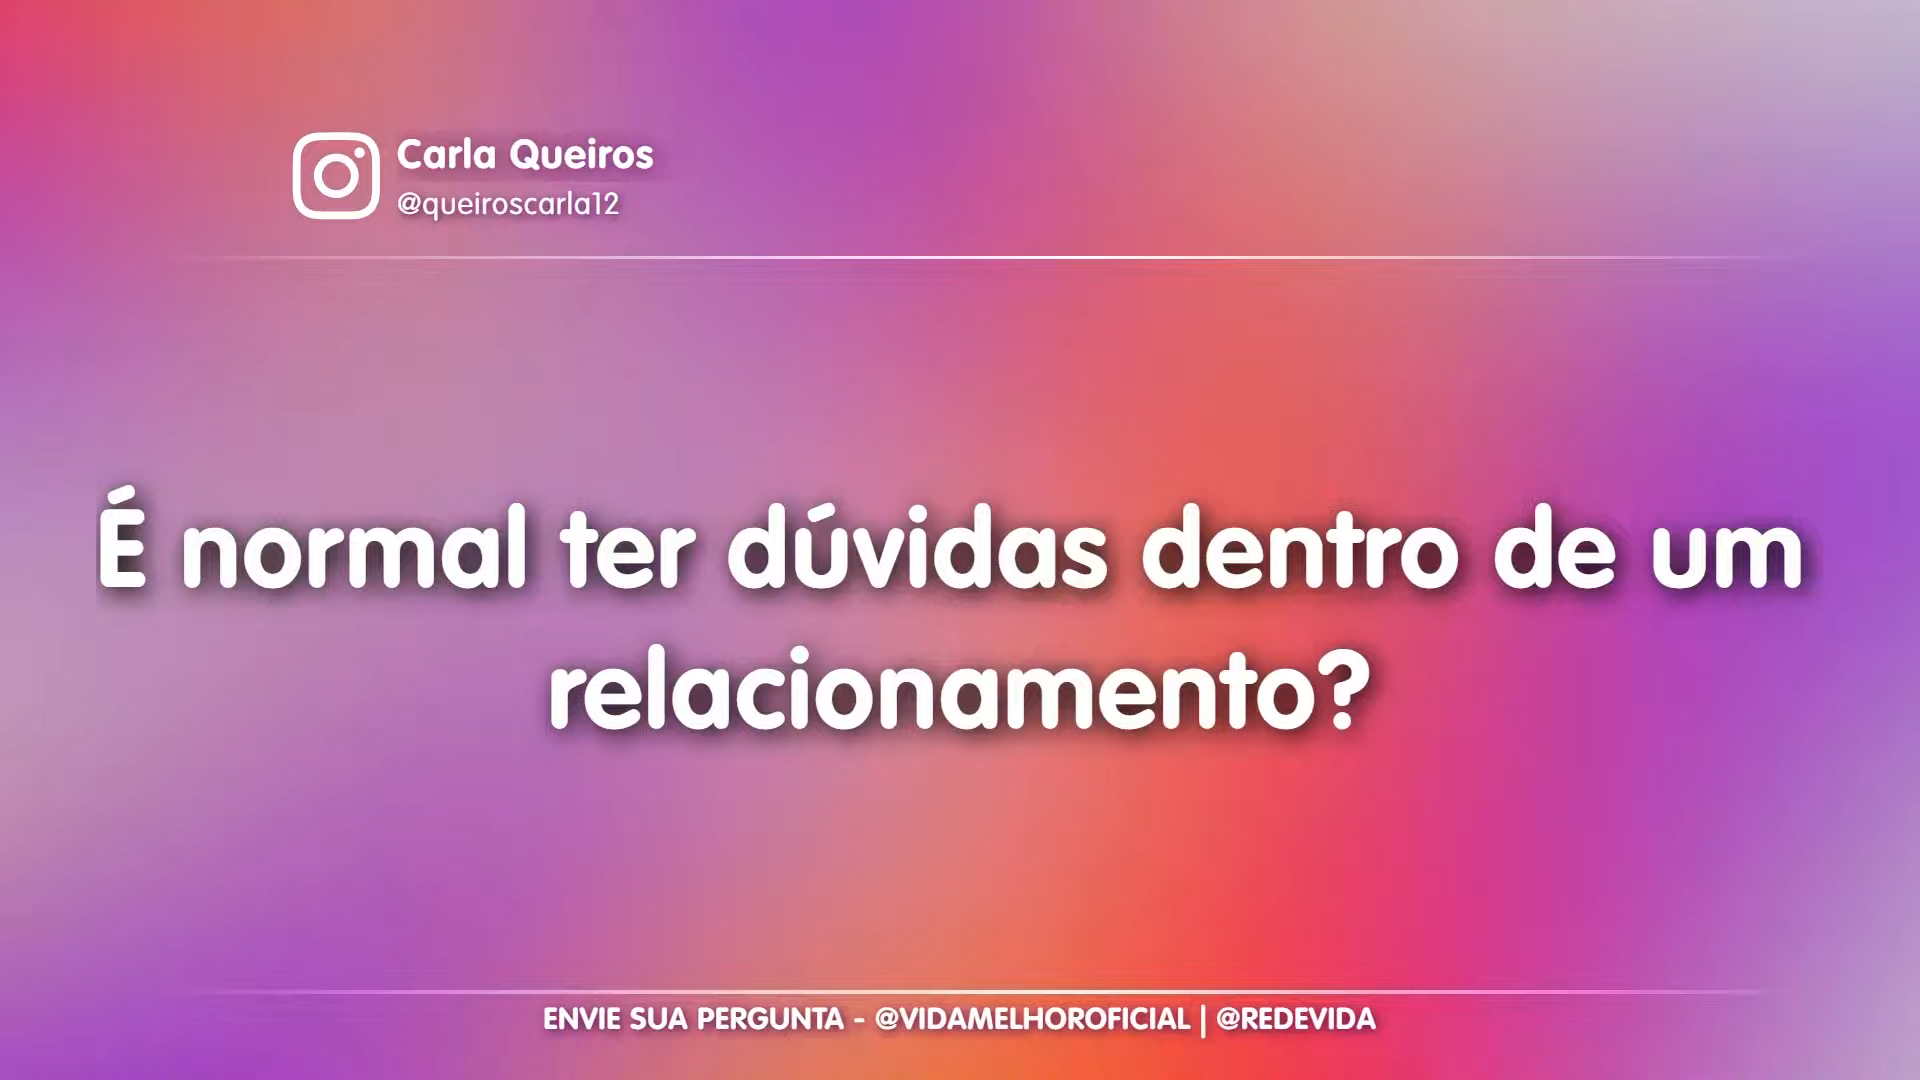 Carla Queiros
@queiroscarla12
É normal ter dúvidas dentro de um
relacionamento?
ENVIE SUA PERGUNTA - @VIDAMELHOROFICIAL | @REDEVIDA